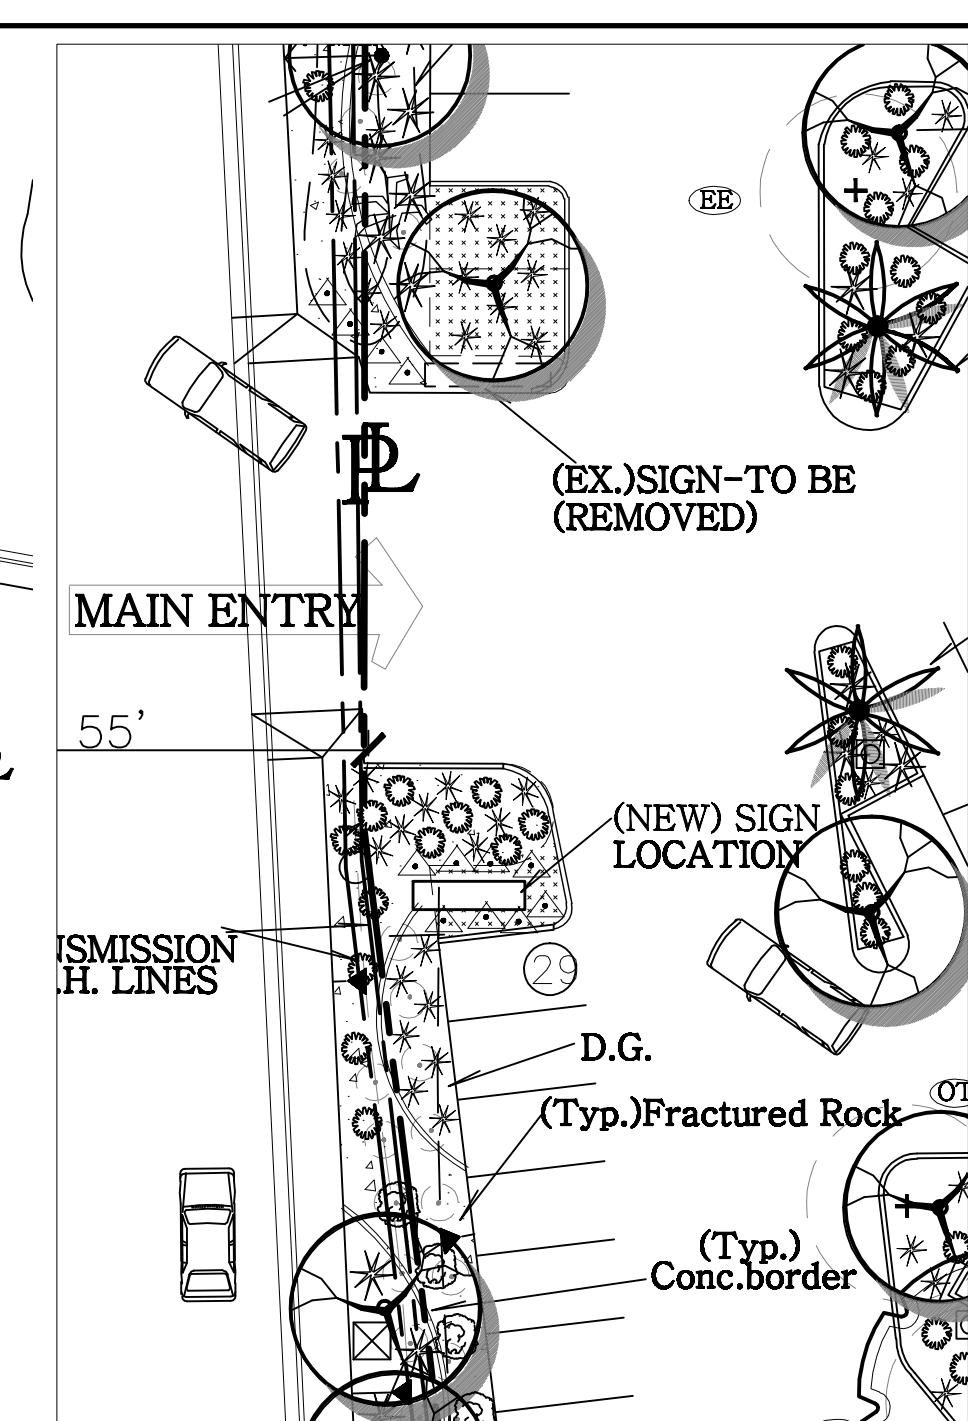 EE
PL
(EX.)SIGN-TO BE
(REMOVED)
MAIN ENTRY
55'
(NEW) SIGN
LOCATION
NSMISSION
.H. LINES
29
D.G.
OT
(Typ.)Fractured Rock
(Typ.)
Conc.border